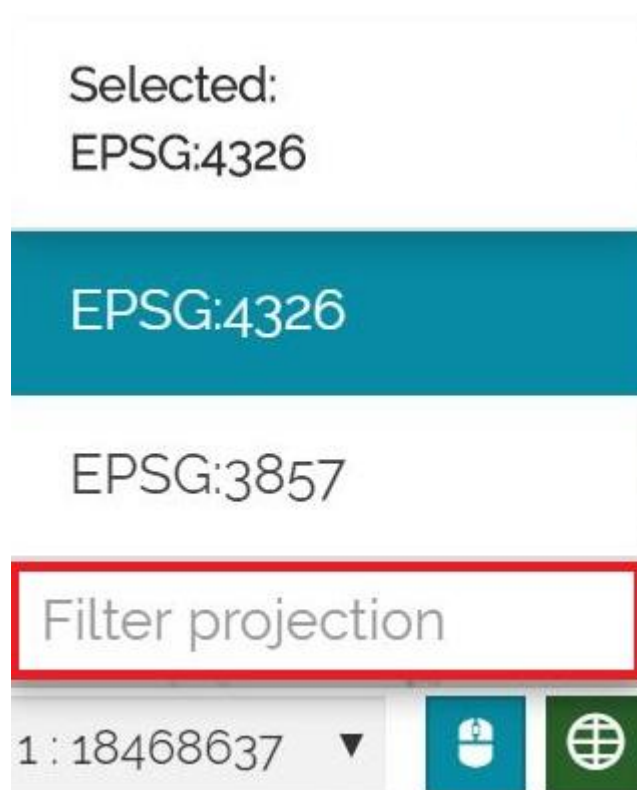 Selected:
EPSG:4326
EPSG:4326
EPSG:3857
Filter projection
1 : 18468637 ▼